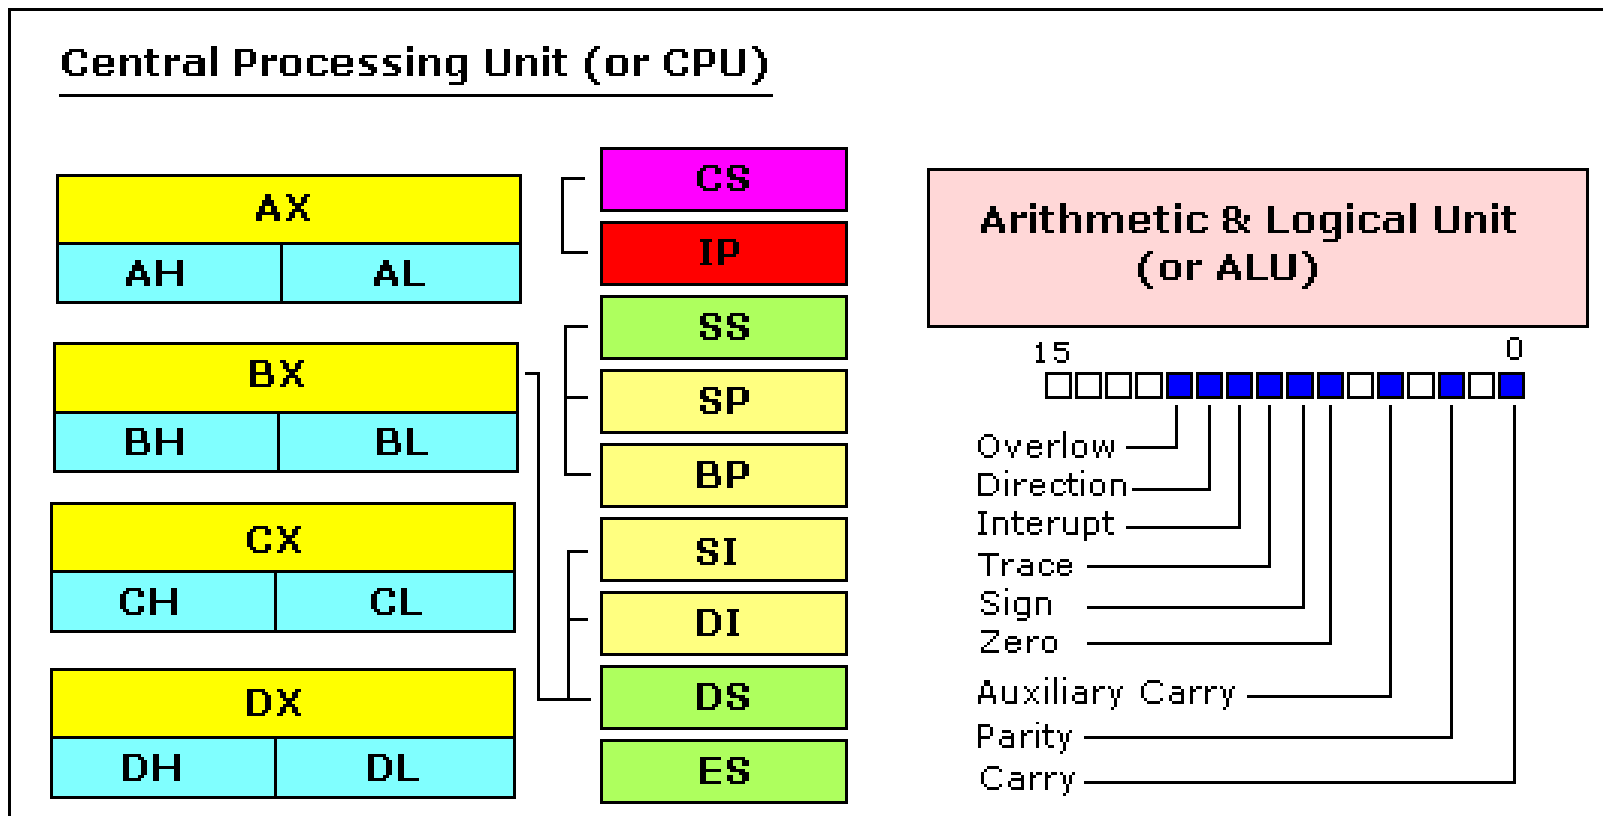 Central Processing Unit (or CPU)
AX
AH AL
BX
BH BL
CX
CH CL
DX
DH DL
CS
IP
SS
SP
BP
SI
DI
DS
ES
Arithmetic & Logical Unit
(or ALU)
15 0
Overlow
Direction
Interupt
Trace
Sign
Zero
Auxiliary Carry
Parity
Carry